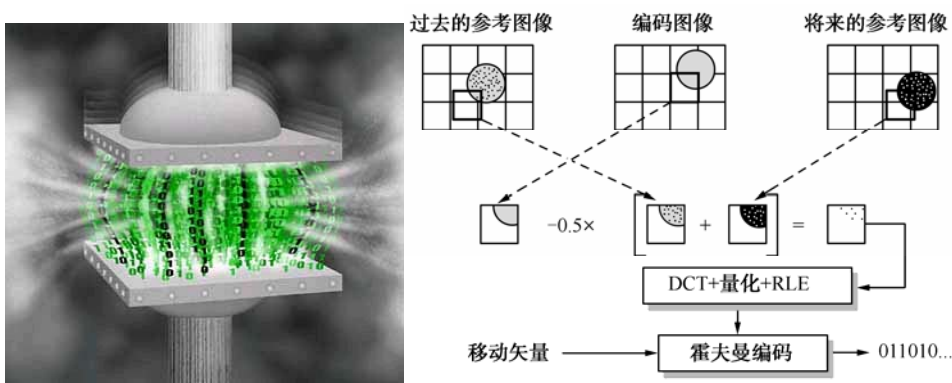 过去的参考图像
编码图像
将来的参考图像
−0.5×
+
=
DCT+量化+RLE
移动矢量
霍夫曼编码
011010...